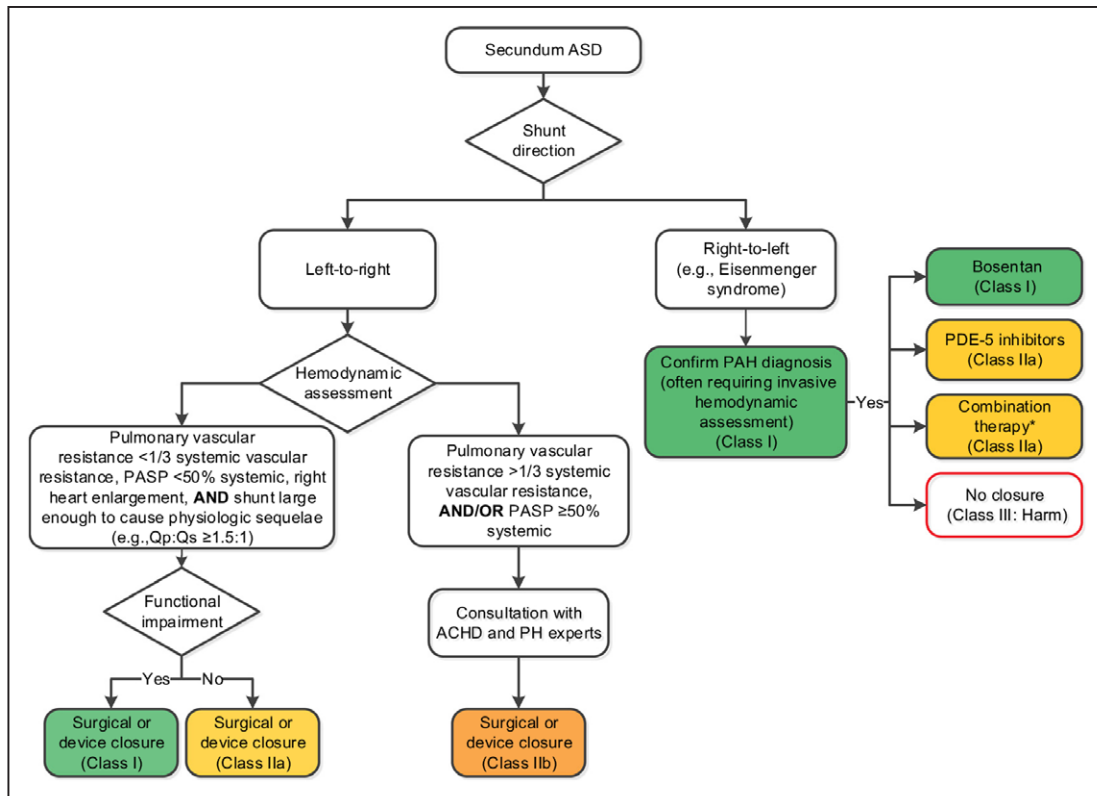 Secundum ASD
Shunt
direction
Left-to-right
Right-to-left
(e.g., Eisenmenger
syndrome)
Hemodynamic
assessment
Confirm PAH diagnosis
(often requiring invasive
hemodynamic
assessment)
(Class I)
Yes
Bosentan
(Class I)
PDE-5 inhibitors
(Class IIa)
Combination
therapy*
(Class IIa)
No closure
(Class III: Harm)
Pulmonary vascular
resistance <1/3 systemic vascular
resistance, PASP <50% systemic, right
heart enlargement, AND shunt large
enough to cause physiologic sequelae
(e.g.,Qp:Qs ≥1.5:1)
Pulmonary vascular
resistance >1/3 systemic
vascular resistance,
AND/OR PASP ≥50%
systemic
Functional
impairment
Consultation with
ACHD and PH experts
Yes
No
Surgical or
device closure
(Class I)
Surgical or
device closure
(Class IIa)
Surgical or
device closure
(Class IIb)